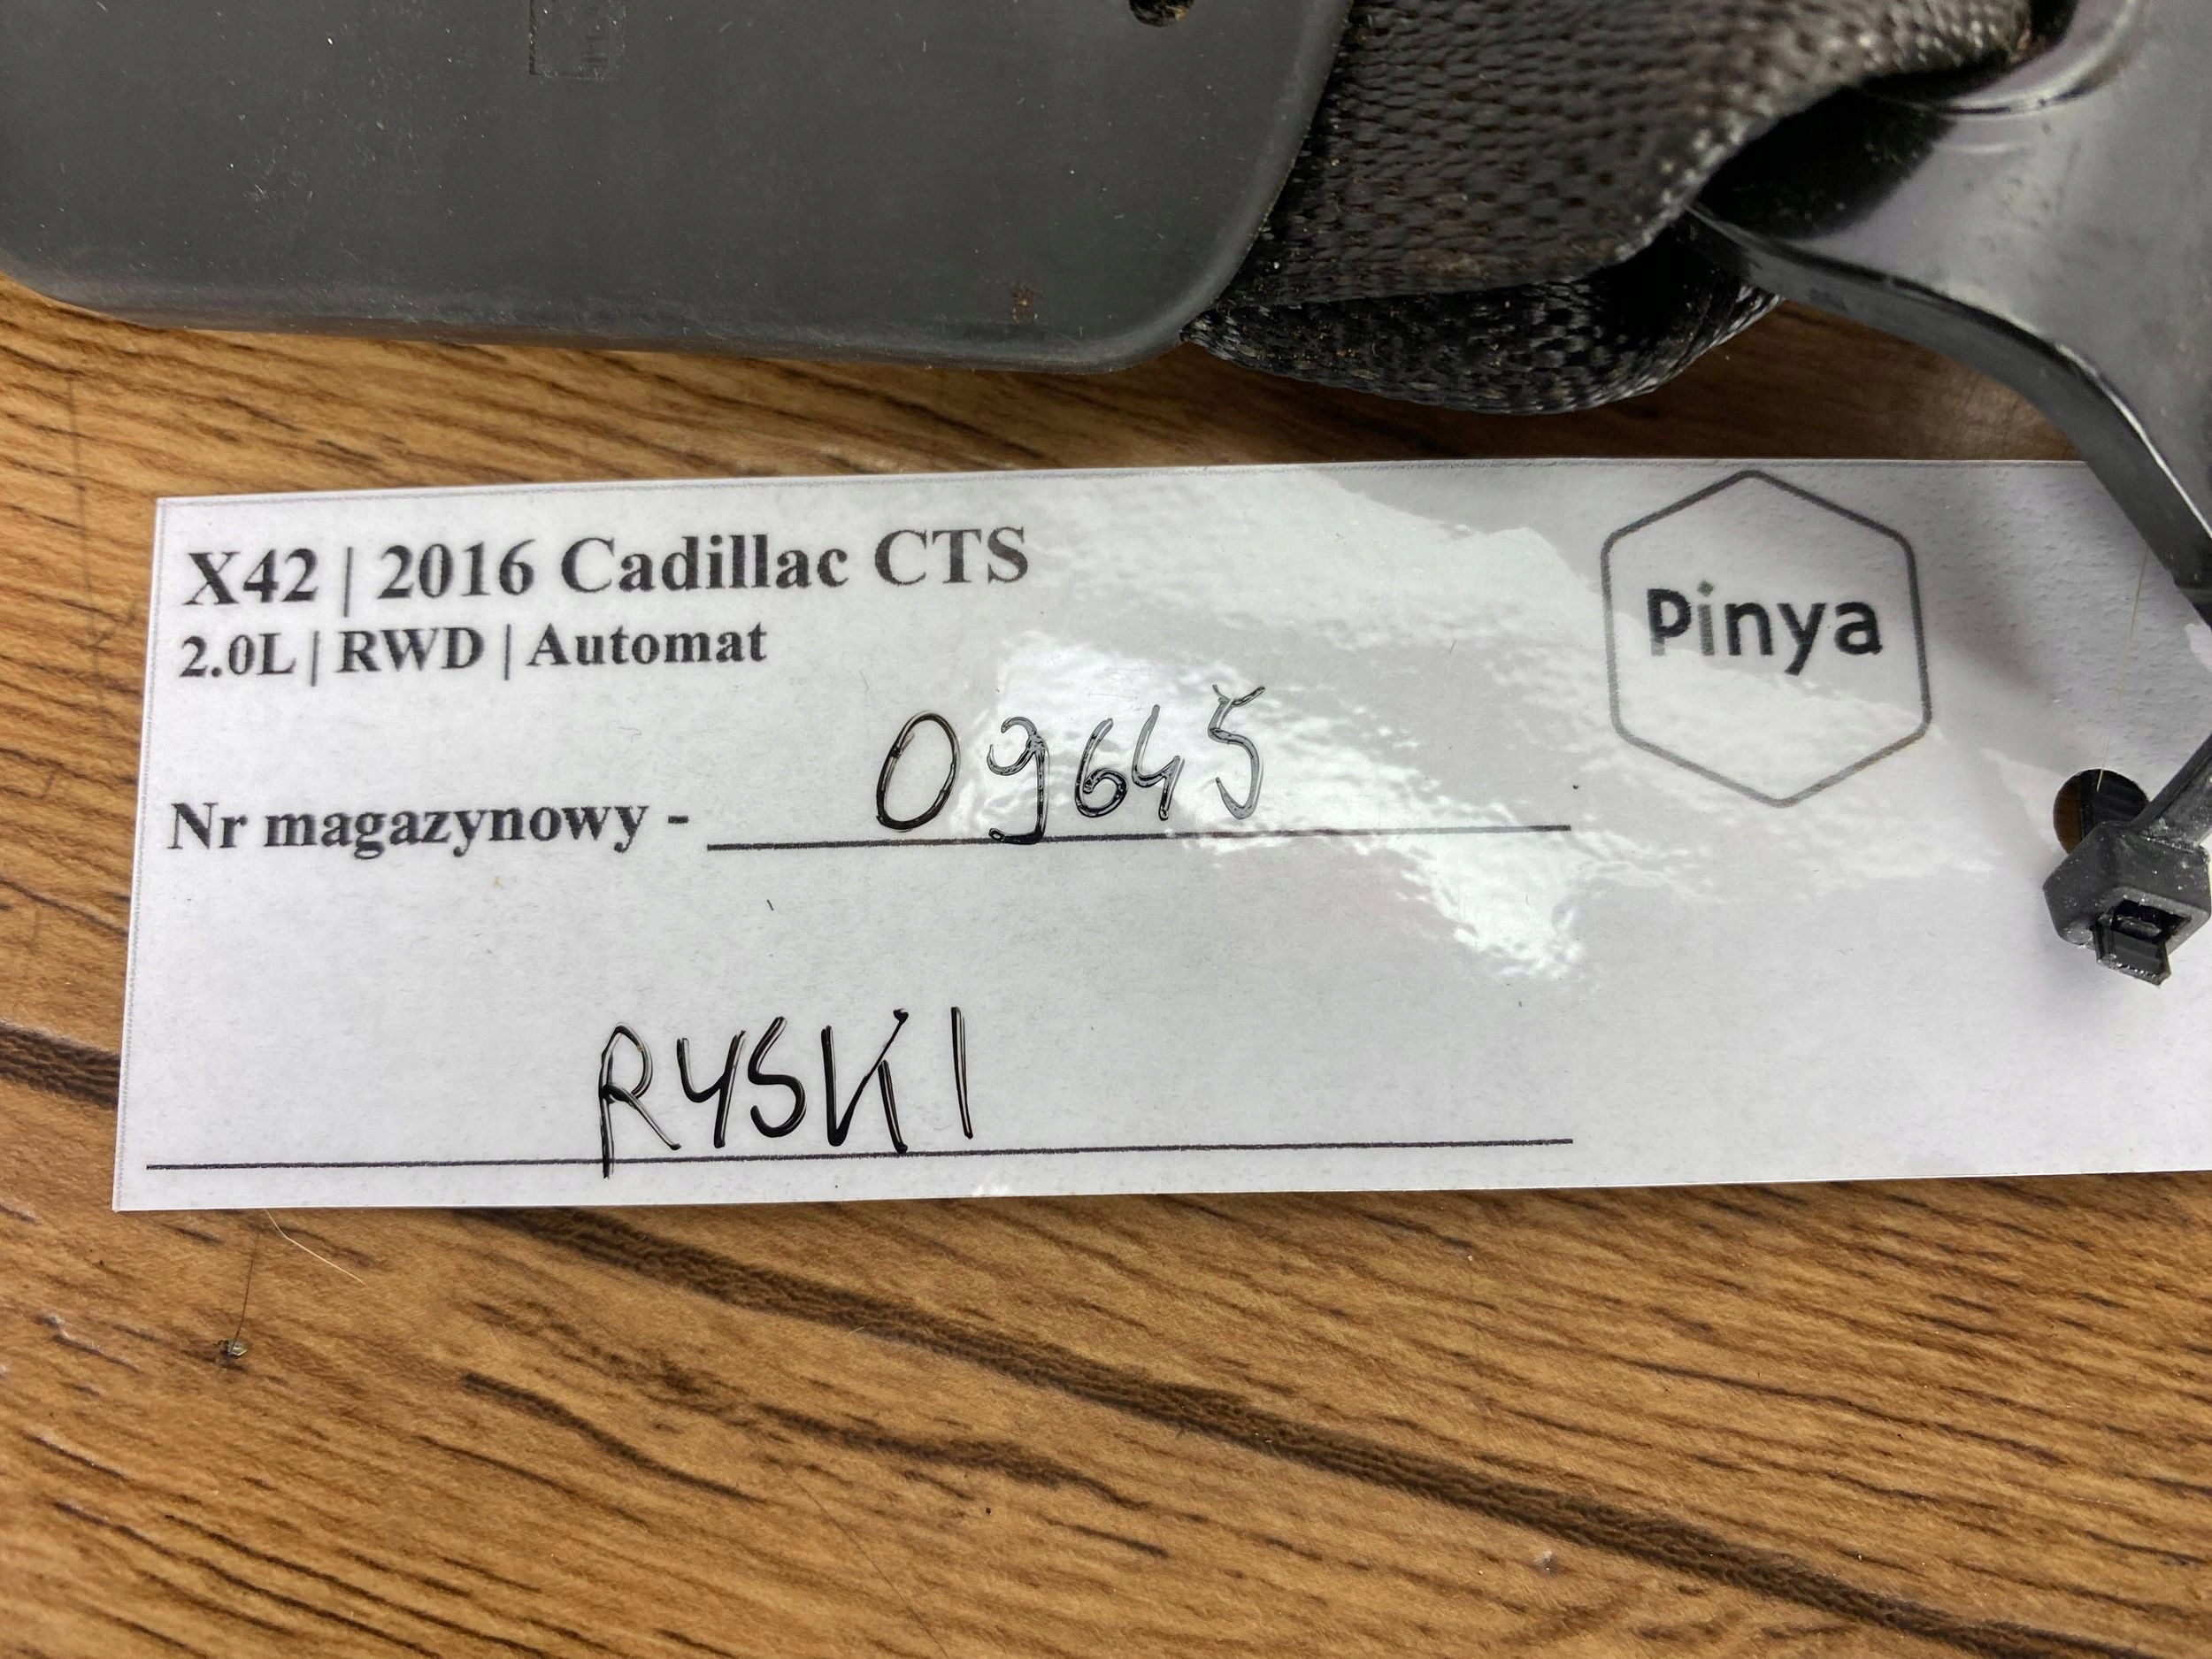 X42 | 2016 Cadillac CTS
2.0L | RWD | Automat
Pinya
Nr magazynowy - 09645
RYSKI